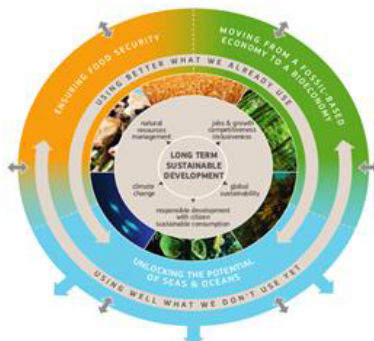 ENSURING FOOD SECURITY
MOVING FROM A FOSSIL-BASED
ECONOMY TO A BIOECONOMY
USING BETTER WHAT WE ALREADY USE
natural
resources
management
jobs & growth
competitiveness
inclusiveness
LONG TERM
SUSTAINABLE
DEVELOPMENT
climate
change
global
sustainability
responsible development
with citizen
sustainable consumption
UNLOCKING THE POTENTIAL
OF SEAS & OCEANS
USING WELL WHAT WE DON'T USE YET